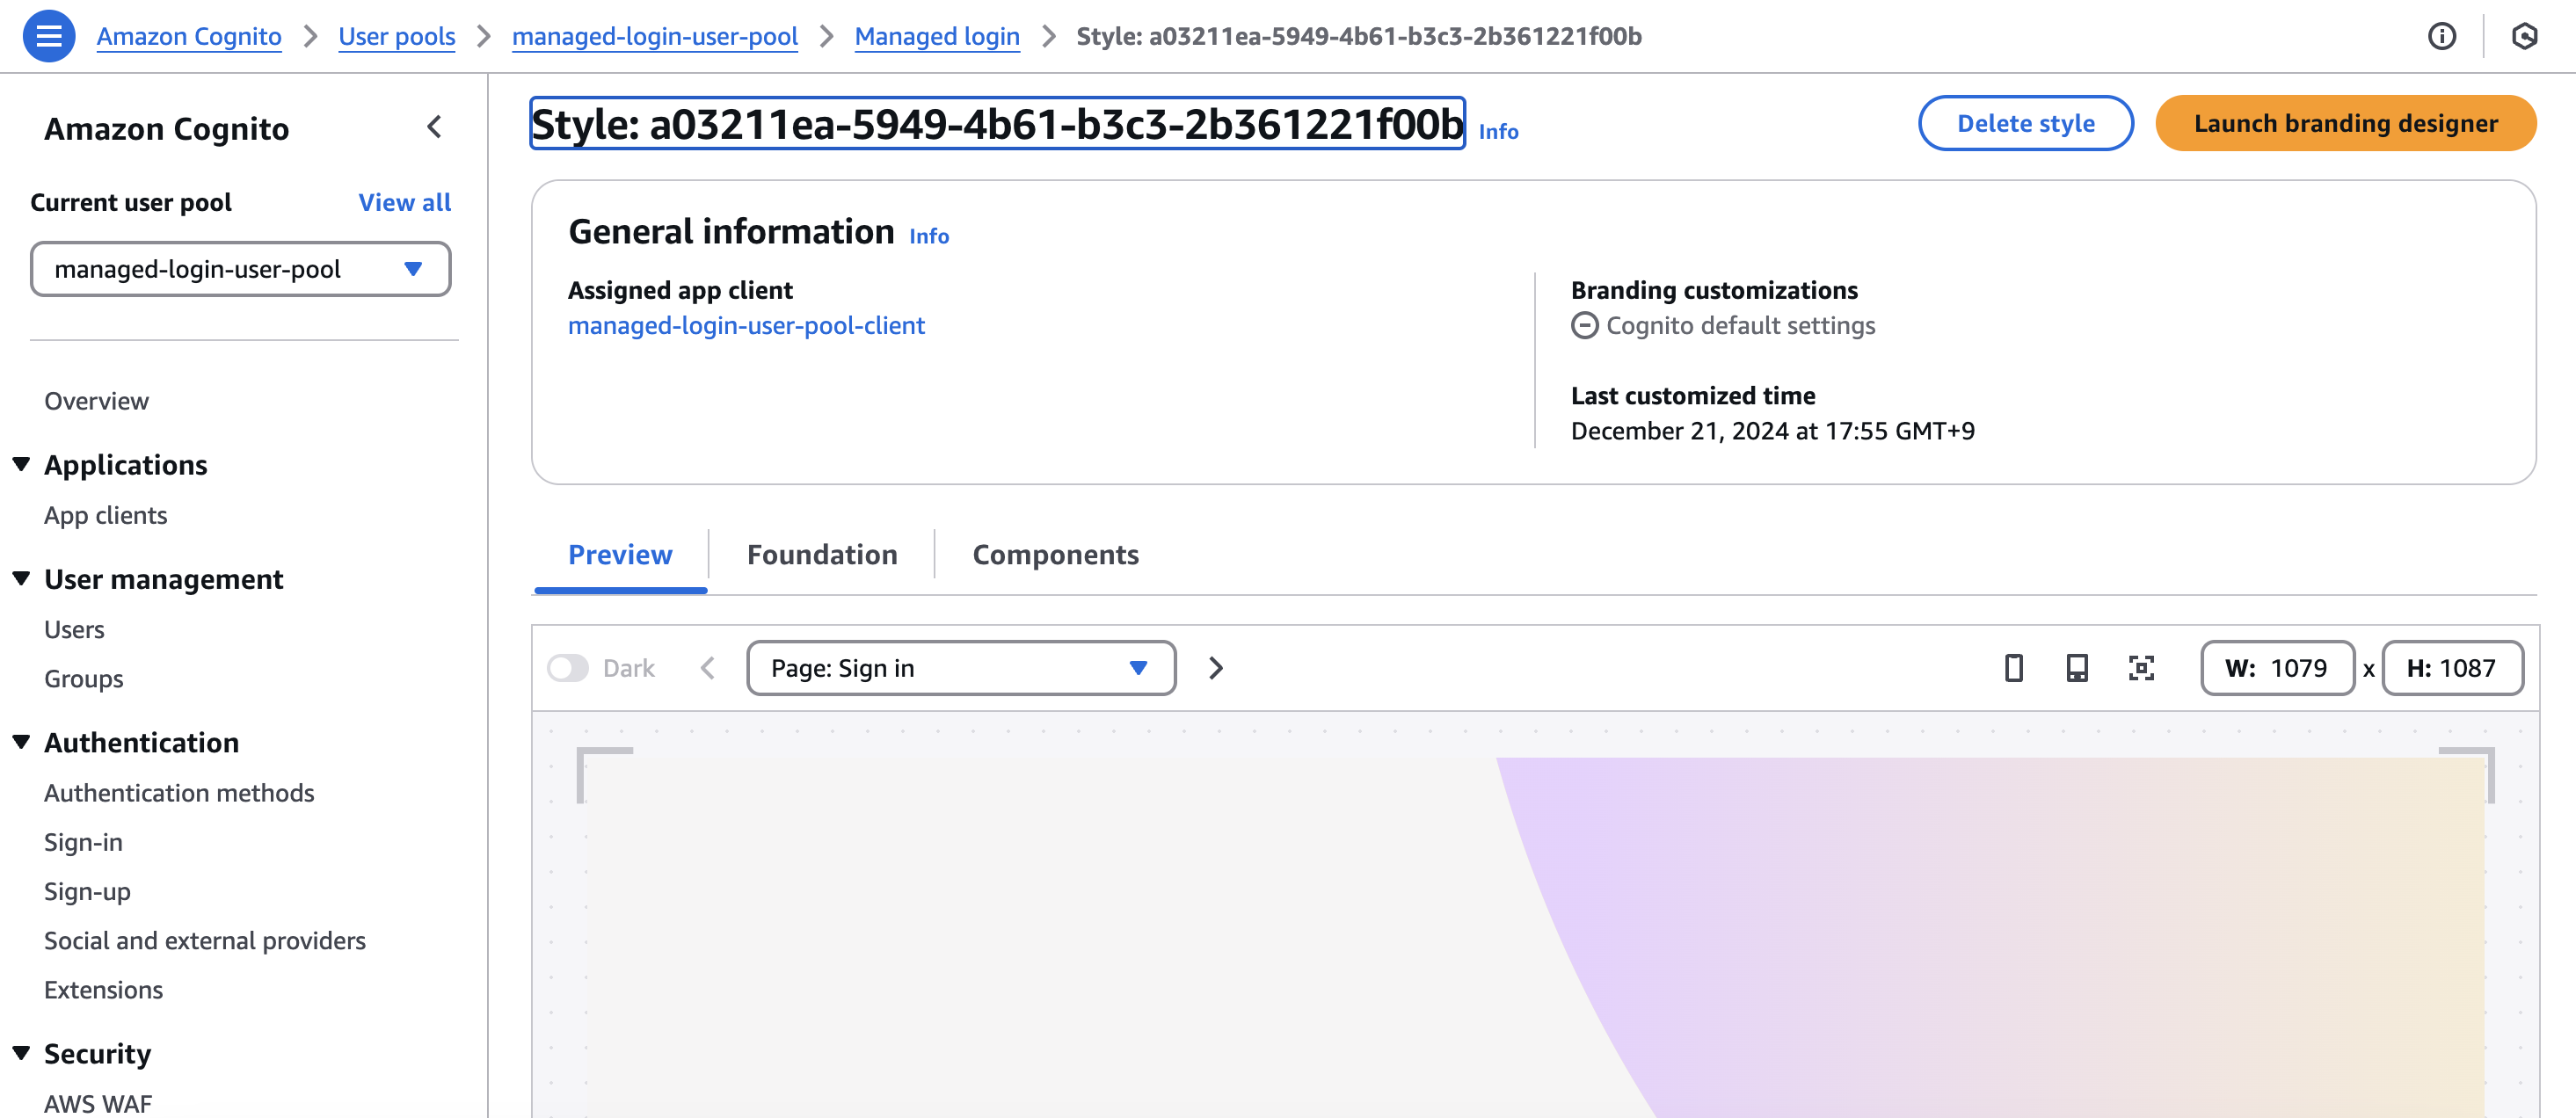 Amazon Cognito > User pools > managed-login-user-pool > Managed login > Style: a03211ea-5949-4b61-b3c3-2b361221f00b
Amazon Cognito
Current user pool View all
managed-login-user-pool
Overview
Applications
App clients
User management
Users
Groups
Authentication
Authentication methods
Sign-in
Sign-up
Social and external providers
Extensions
Security
AWS WAF
Style: a03211ea-5949-4b61-b3c3-2b361221f00b Info
Delete style
Launch branding designer
General information Info
Assigned app client
managed-login-user-pool-client
Branding customizations
Cognito default settings
Last customized time
December 21, 2024 at 17:55 GMT+9
Preview Foundation Components
Dark Page: Sign in W: 1079 x H: 1087